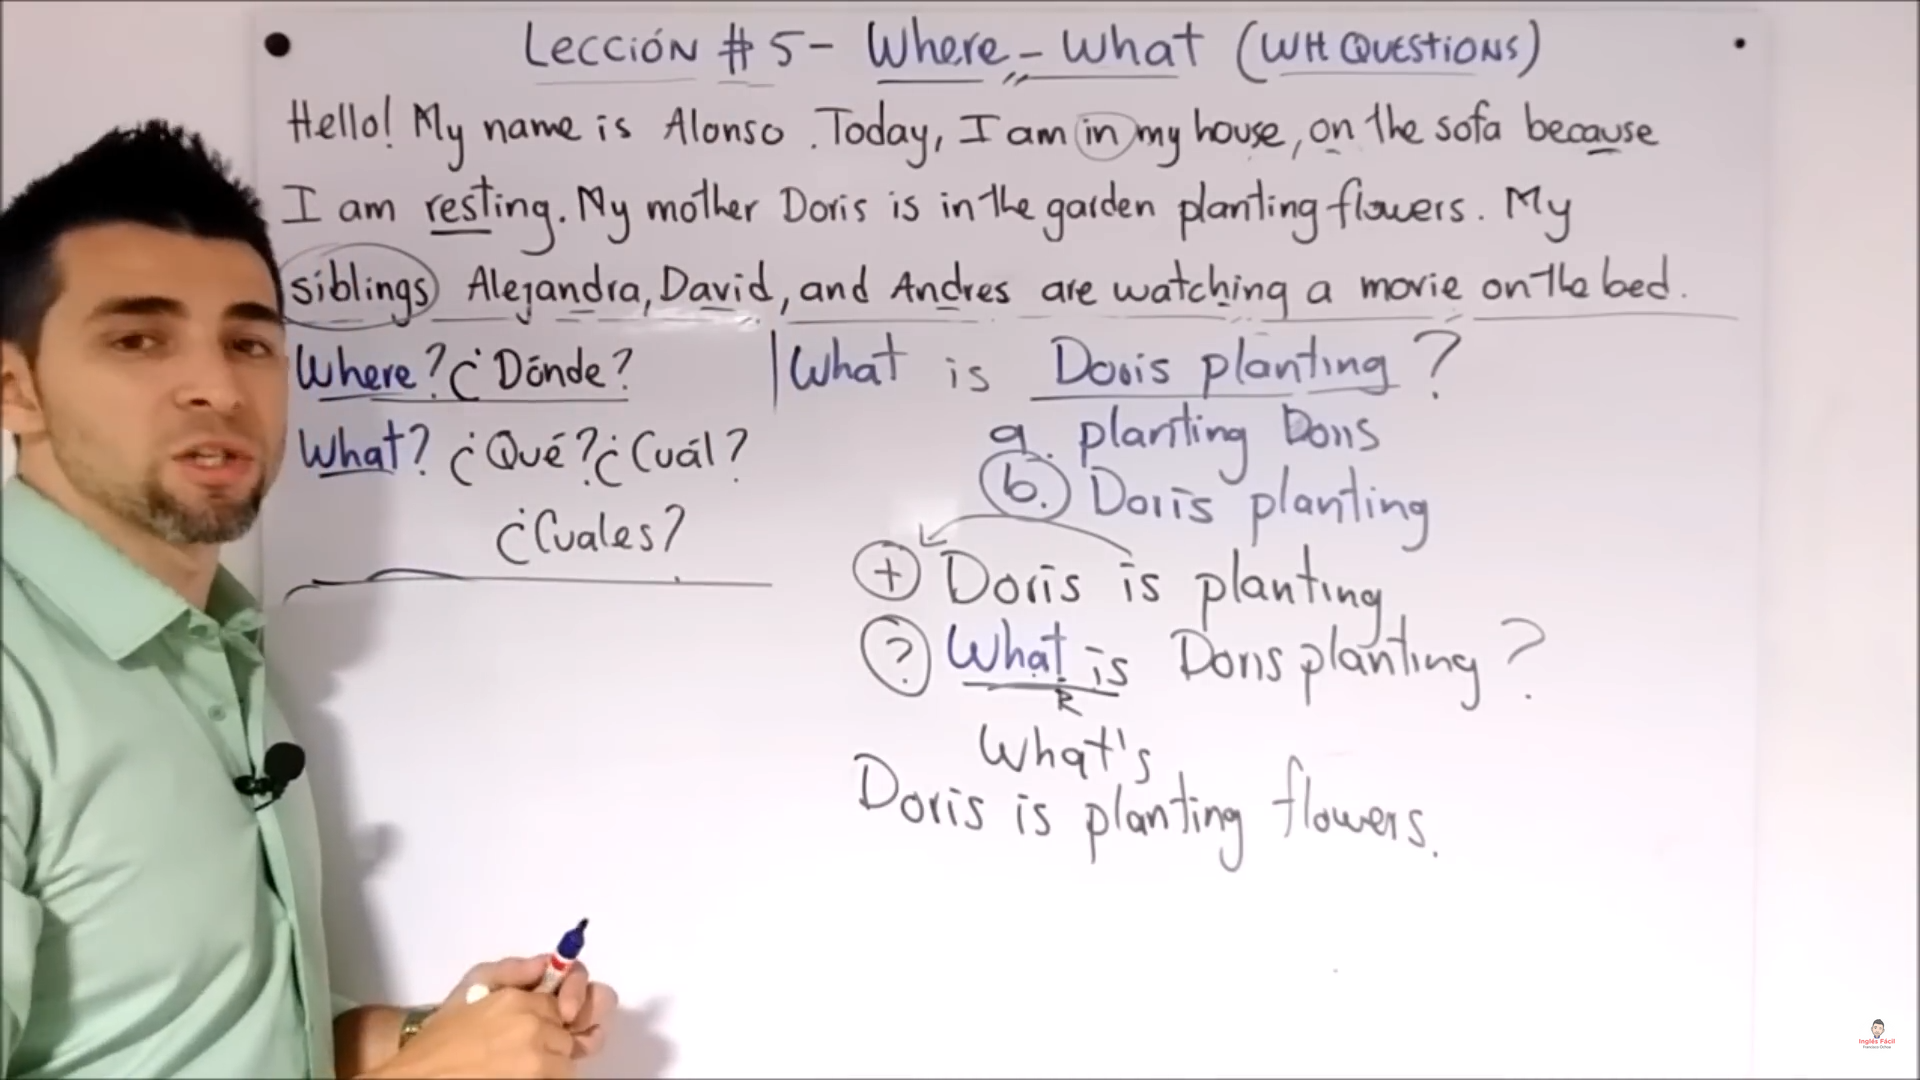 Lección # 5 - Where - What (WH QUESTIONS)
Hello! My name is Alonso. Today, I am in my house, on the sofa because
I am resting. My mother Doris is in the garden planting flowers. My
siblings Alejandra, David, and Andres are watching a movie on the bed.
Where? ¿Dónde?
What? ¿Qué? ¿Cuál?
¿Cuales?
What is Doris planting?
a. planting Doris
b. Doris planting
+ Doris is planting
? What is Doris planting?
What's
Doris is planting flowers.
Inglés Fácil